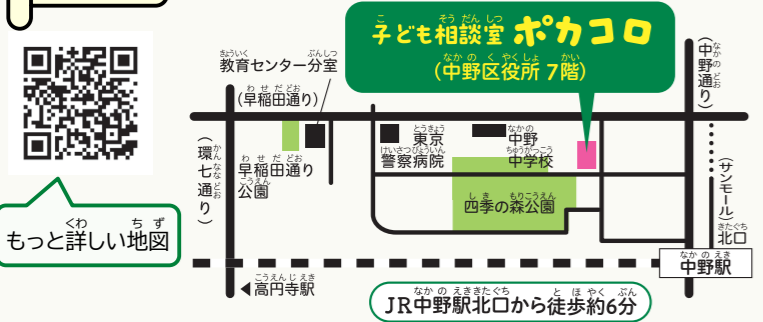 子ども相談室 ポカコロ
(中野区役所 7階)
教育センター分室
(早稲田通り)
(中野通り)
(環七通り)
早稲田通り
公園
東京
警察病院
中野
中学校
四季の森公園
(サンモール)
北口
中野駅
高円寺駅
もっと詳しい地図
JR中野駅北口から徒歩約6分